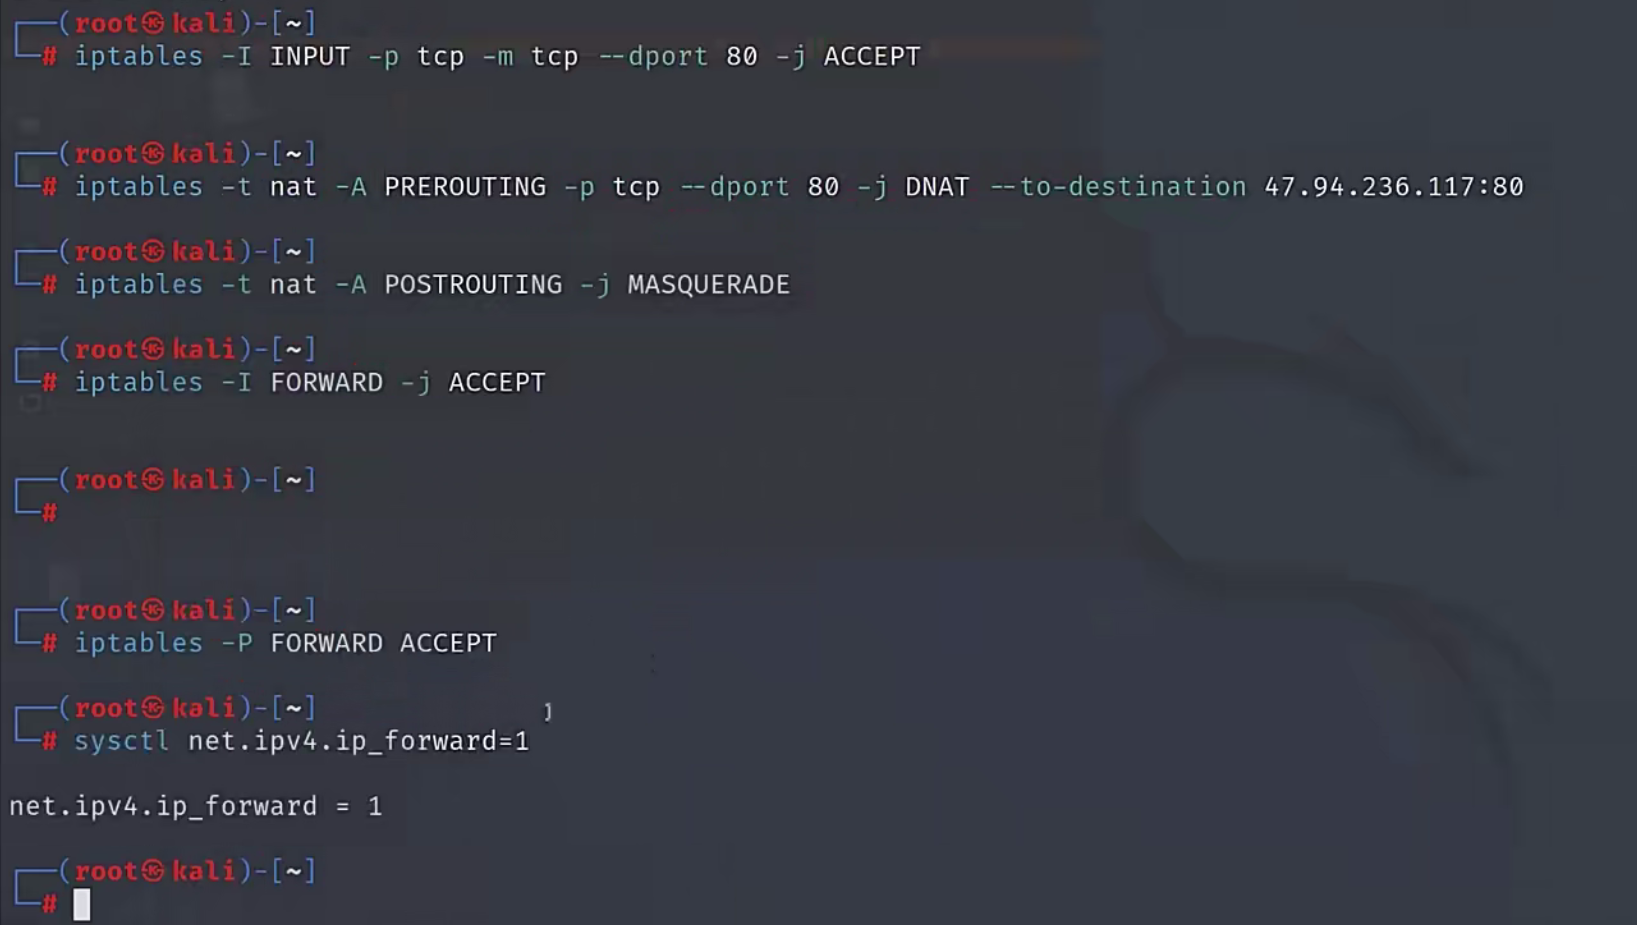 (root㉿kali)-[~]
# iptables -I INPUT -p tcp -m tcp --dport 80 -j ACCEPT
(root㉿kali)-[~]
# iptables -t nat -A PREROUTING -p tcp --dport 80 -j DNAT --to-destination 47.94.236.117:80
(root㉿kali)-[~]
# iptables -t nat -A POSTROUTING -j MASQUERADE
(root㉿kali)-[~]
# iptables -I FORWARD -j ACCEPT
(root㉿kali)-[~]
#
(root㉿kali)-[~]
# iptables -P FORWARD ACCEPT
(root㉿kali)-[~]
# sysctl net.ipv4.ip_forward=1
net.ipv4.ip_forward = 1
(root㉿kali)-[~]
#